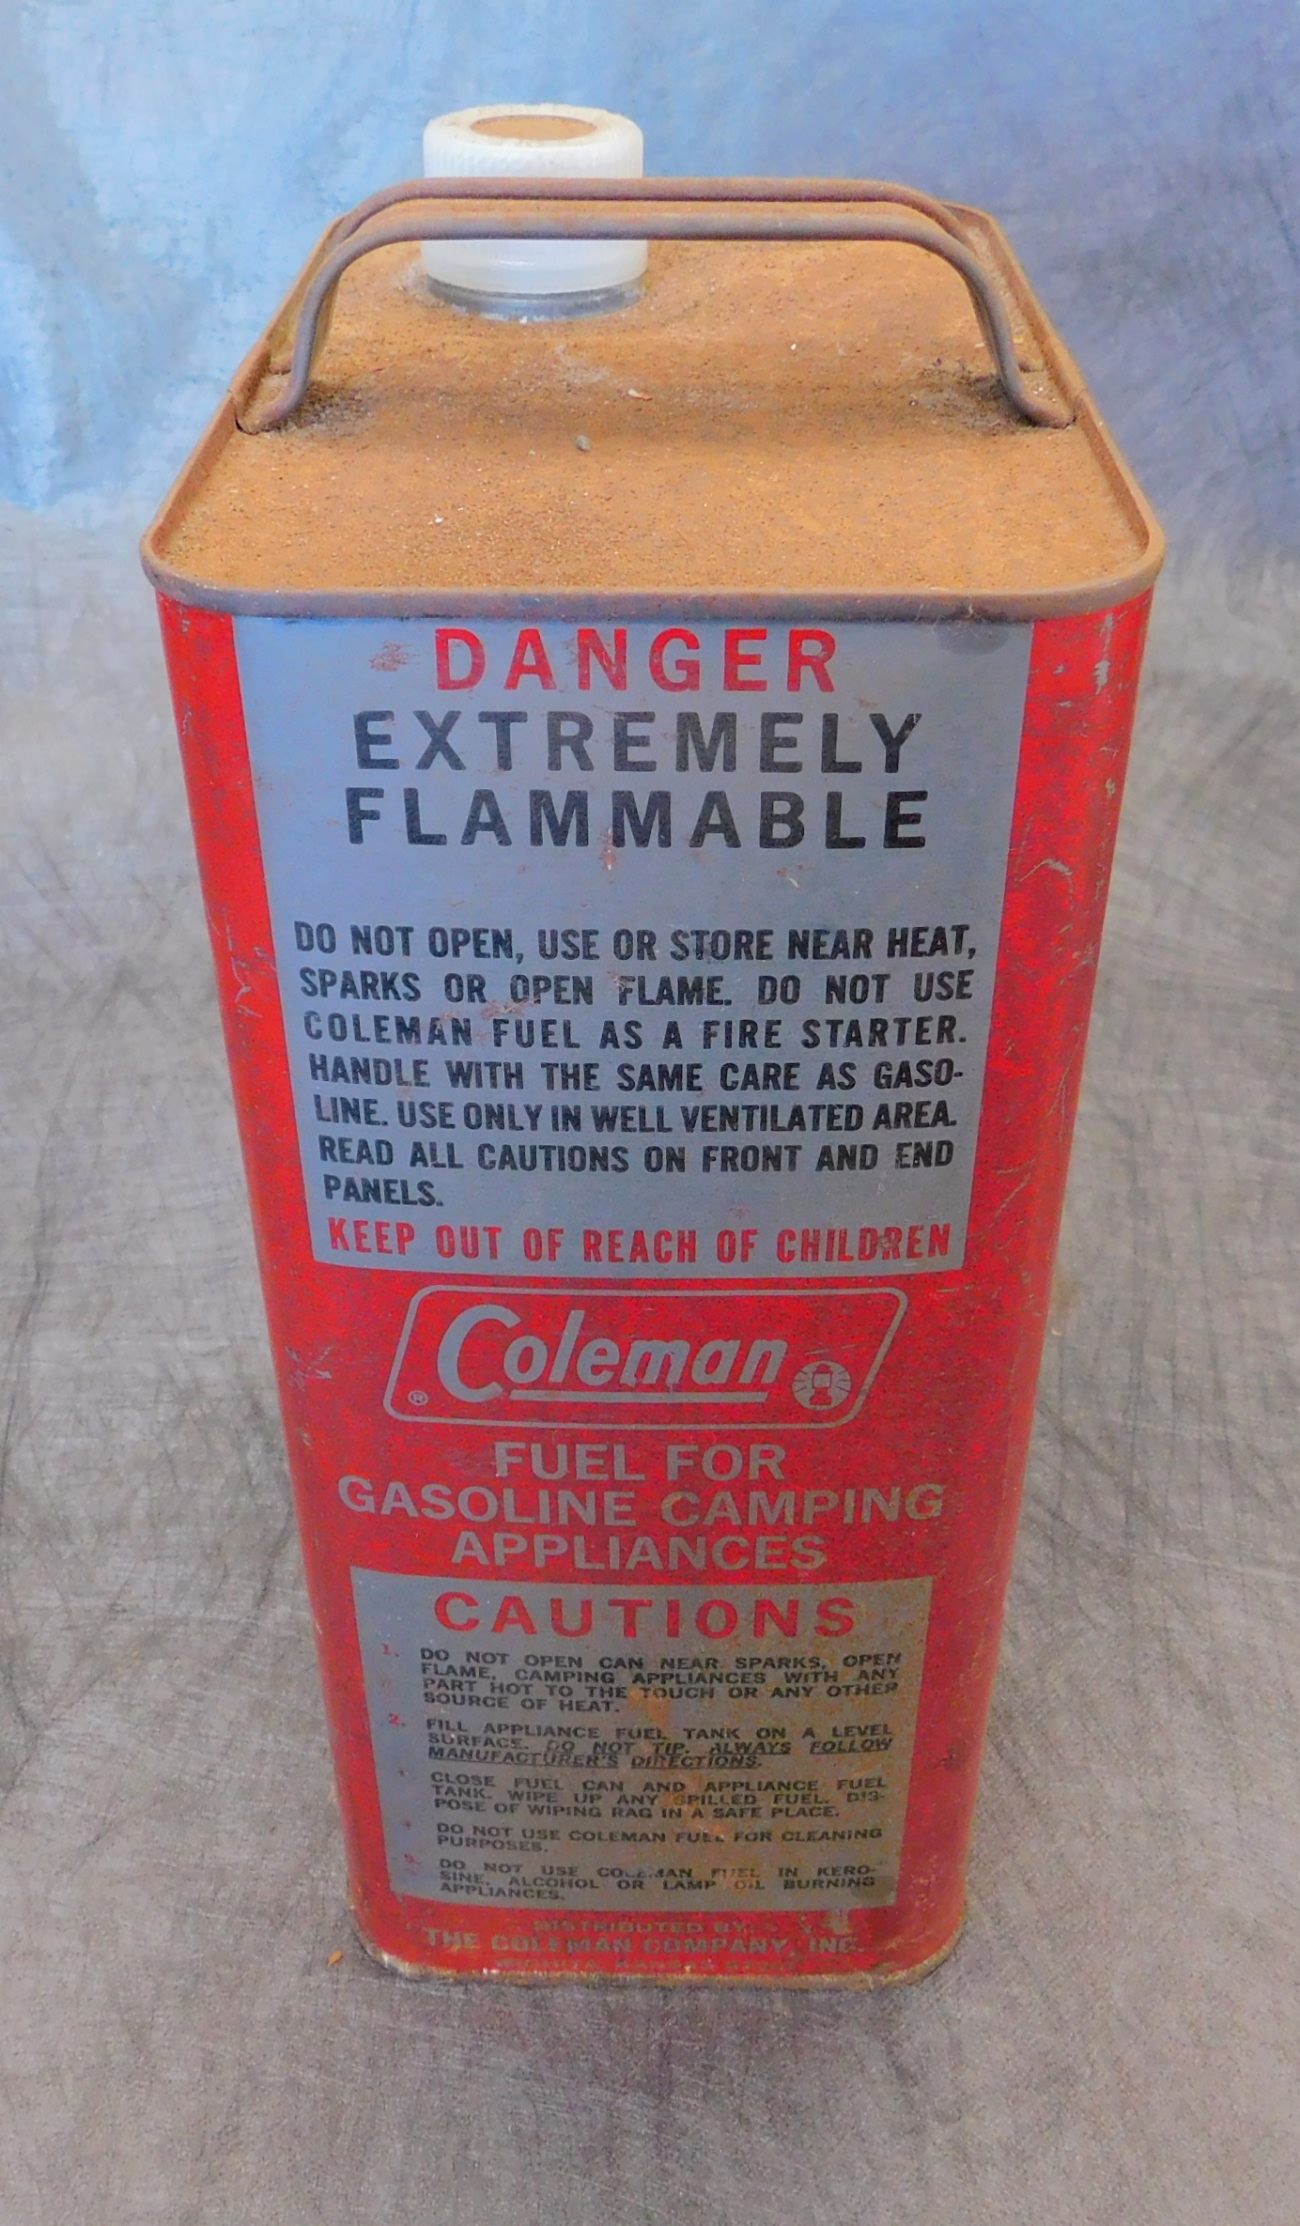 DANGER
EXTREMELY
FLAMMABLE
DO NOT OPEN, USE OR STORE NEAR HEAT,
SPARKS OR OPEN FLAME. DO NOT USE
COLEMAN FUEL AS A FIRE STARTER.
HANDLE WITH THE SAME CARE AS GASO-
LINE. USE ONLY IN WELL VENTILATED AREA.
READ ALL CAUTIONS ON FRONT AND END
PANELS.
KEEP OUT OF REACH OF CHILDREN
® Coleman
FUEL FOR
GASOLINE CAMPING
APPLIANCES
CAUTIONS
1. DO NOT OPEN CAN NEAR SPARKS, OPEN
FLAME, CAMPING APPLIANCES WITH ANY
PART HOT TO THE TOUCH OR ANY OTHER
SOURCE OF HEAT.
2. FILL APPLIANCE FUEL TANK ON A LEVEL
SURFACE. DO NOT TIP. ALWAYS FOLLOW
MANUFACTURER'S DIRECTIONS.
CLOSE FUEL CAN AND APPLIANCE FUEL
TANK. WIPE UP ANY SPILLED FUEL. DIS-
POSE OF WIPING RAG IN A SAFE PLACE.
DO NOT USE COLEMAN FUEL FOR CLEANING
PURPOSES.
5. DO NOT USE COLEMAN FUEL IN KERO-
SINE, ALCOHOL OR LAMP OIL BURNING
APPLIANCES.
DISTRIBUTED BY:
THE COLEMAN COMPANY, INC.
WICHITA, KANSAS